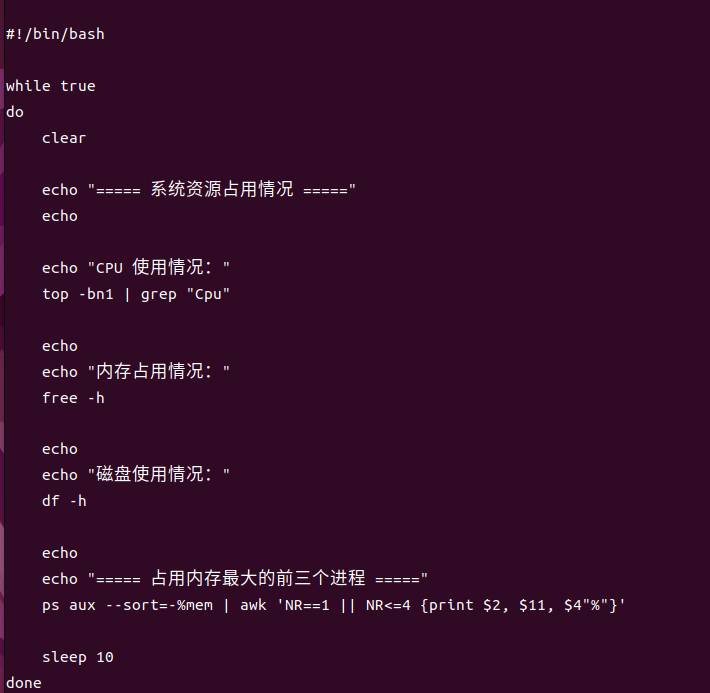 #!/bin/bash
while true
do
    clear
    echo "===== 系统资源占用情况 ====="
    echo
    echo "CPU 使用情况："
    top -bn1 | grep "Cpu"
    echo
    echo "内存占用情况："
    free -h
    echo
    echo "磁盘使用情况："
    df -h
    echo
    echo "===== 占用内存最大的前三个进程 ====="
    ps aux --sort=-%mem | awk 'NR==1 || NR<=4 {print $2, $11, $4"%"}'
    sleep 10
done